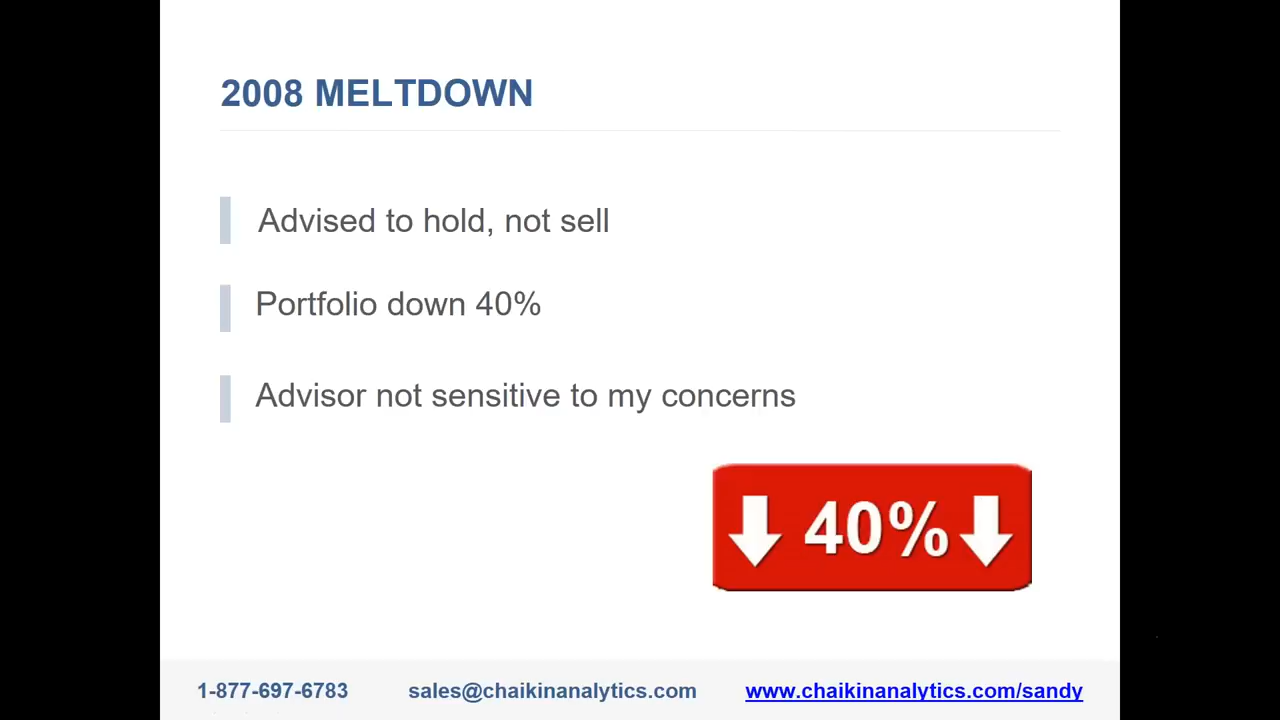 2008 MELTDOWN
Advised to hold, not sell
Portfolio down 40%
Advisor not sensitive to my concerns
40%
1-877-697-6783 sales@chaikinanalytics.com www.chaikinanalytics.com/sandy